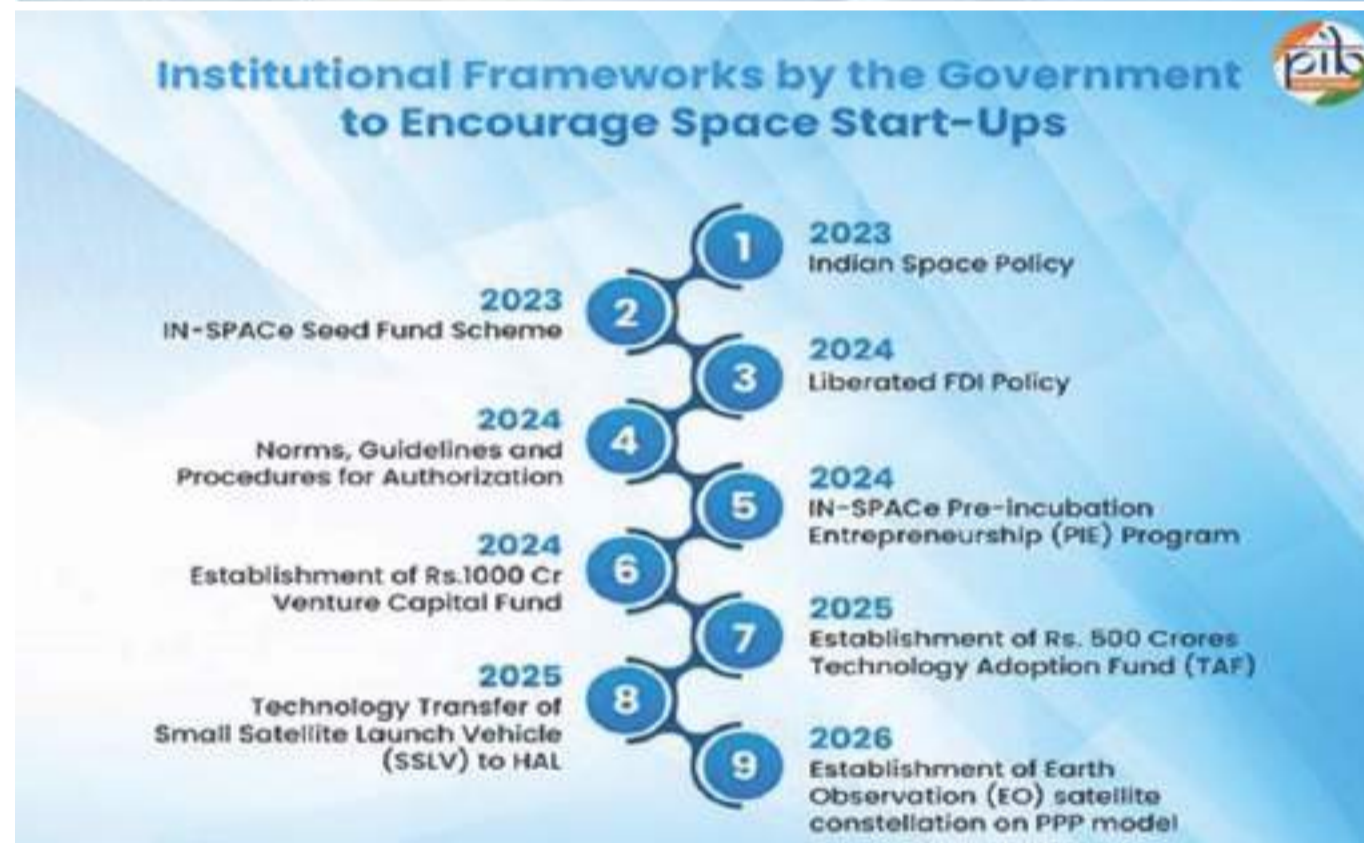 pib
Institutional Frameworks by the Government
to Encourage Space Start-Ups
1
2023
Indian Space Policy
2
2023
IN-SPACe Seed Fund Scheme
3
2024
Liberated FDI Policy
4
2024
Norms, Guidelines and
Procedures for Authorization
5
2024
IN-SPACe Pre-incubation
Entrepreneurship (PIE) Program
6
2024
Establishment of Rs.1000 Cr
Venture Capital Fund
7
2025
Establishment of Rs. 500 Crores
Technology Adoption Fund (TAF)
8
2025
Technology Transfer of
Small Satellite Launch Vehicle
(SSLV) to HAL
9
2026
Establishment of Earth
Observation (EO) satellite
constellation on PPP model